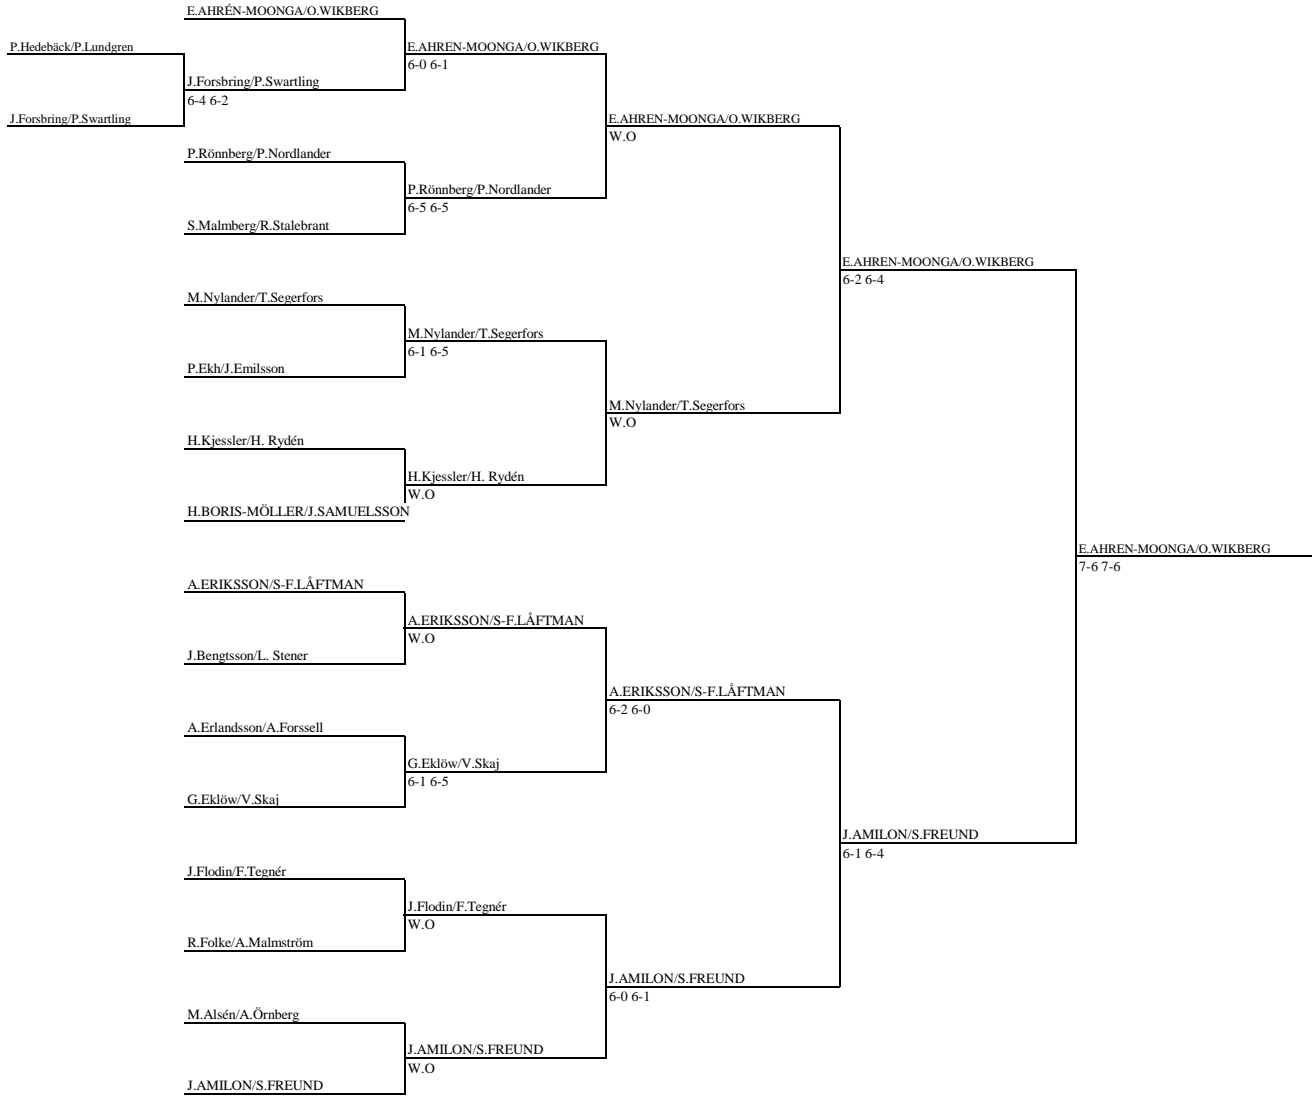 E.AHRÉN-MOONGA/O.WIKBERG
P.Hedebäck/P.Lundgren
E.AHREN-MOONGA/O.WIKBERG
6-0 6-1
J.Forsbring/P.Swartling
6-4 6-2
J.Forsbring/P.Swartling
E.AHREN-MOONGA/O.WIKBERG
W.O
P.Rönnberg/P.Nordlander
P.Rönnberg/P.Nordlander
6-5 6-5
S.Malmberg/R.Stalebrant
E.AHREN-MOONGA/O.WIKBERG
6-2 6-4
M.Nylander/T.Segerfors
M.Nylander/T.Segerfors
6-1 6-5
P.Ekh/J.Emilsson
M.Nylander/T.Segerfors
W.O
H.Kjessler/H. Rydén
H.Kjessler/H. Rydén
W.O
H.BORIS-MÖLLER/J.SAMUELSSON
E.AHREN-MOONGA/O.WIKBERG
7-6 7-6
A.ERIKSSON/S-F.LÅFTMAN
A.ERIKSSON/S-F.LÅFTMAN
W.O
J.Bengtsson/L. Stener
A.ERIKSSON/S-F.LÅFTMAN
6-2 6-0
A.Erlandsson/A.Forssell
G.Eklöw/V.Skaj
6-1 6-5
G.Eklöw/V.Skaj
J.AMILON/S.FREUND
6-1 6-4
J.Flodin/F.Tegnér
J.Flodin/F.Tegnér
W.O
R.Folke/A.Malmström
J.AMILON/S.FREUND
6-0 6-1
M.Alsén/A.Örnberg
J.AMILON/S.FREUND
W.O
J.AMILON/S.FREUND